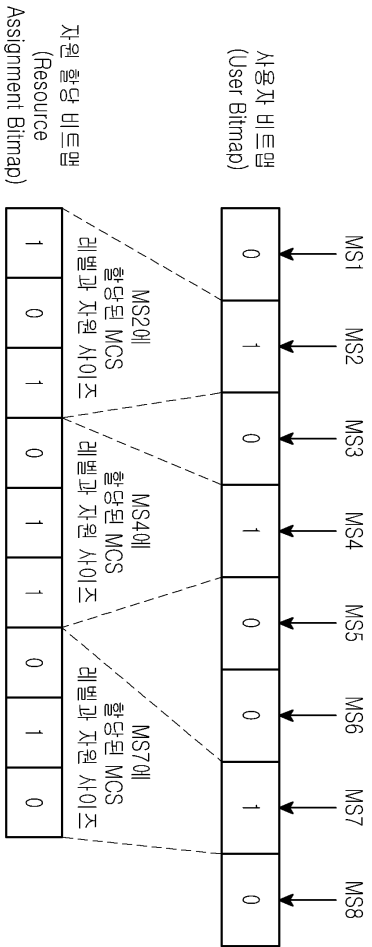 MS1
MS2
MS3
MS4
MS5
MS6
MS7
MS8
사용자 비트맵
(User Bitmap)
0
1
0
1
0
0
1
0
MS2에
할당된 MCS
레벨과 자원 사이즈
MS4에
할당된 MCS
레벨과 자원 사이즈
MS7에
할당된 MCS
레벨과 자원 사이즈
자원 할당 비트맵
(Resource
Assignment Bitmap)
1
0
1
0
1
1
0
1
0